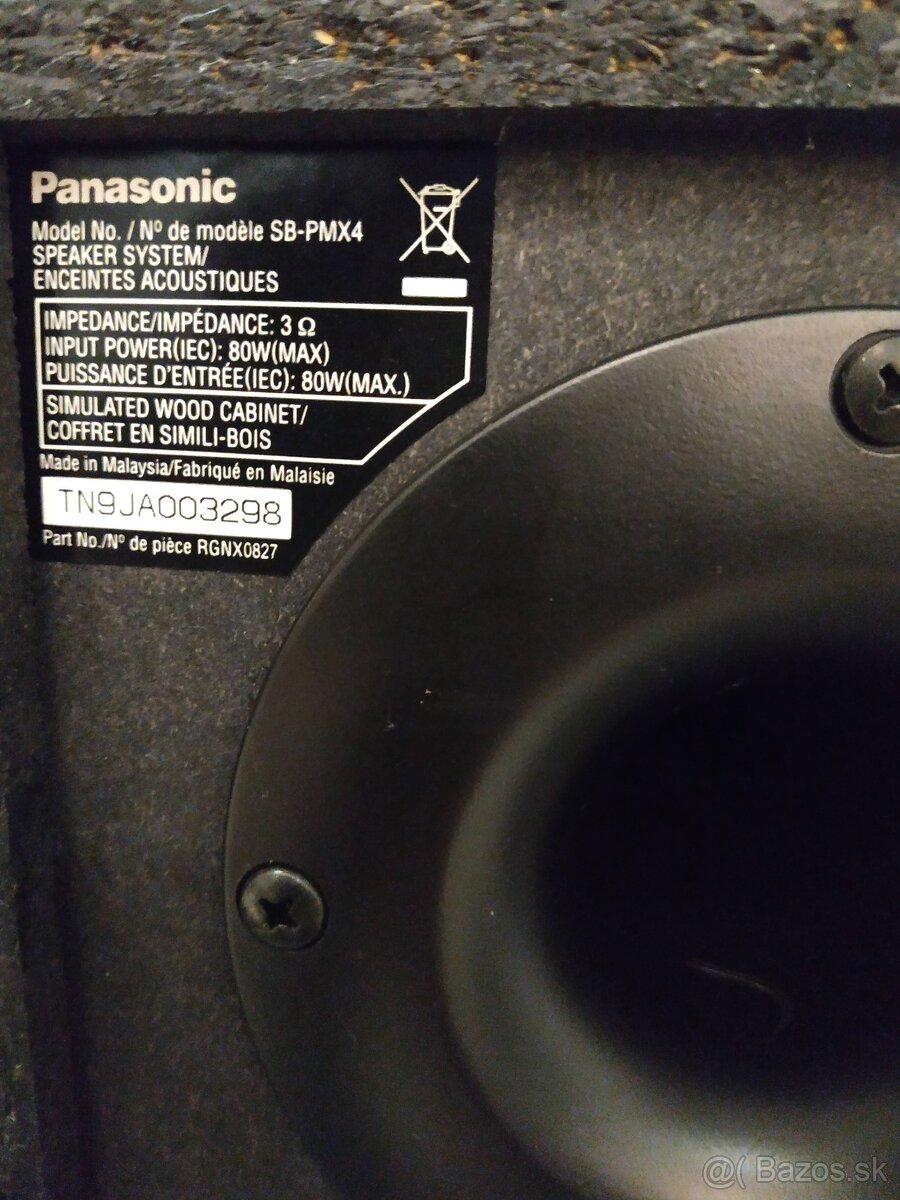 Panasonic
Model No. / Nº de modèle SB-PMX4
SPEAKER SYSTEM/
ENCEINTES ACOUSTIQUES
IMPEDANCE/IMPÉDANCE: 3 Ω
INPUT POWER(IEC): 80W(MAX)
PUISSANCE D'ENTRÉE(IEC): 80W(MAX.)
SIMULATED WOOD CABINET/
COFFRET EN SIMILI-BOIS
Made in Malaysia/Fabriqué en Malaisie
TN9JA003298
Part No./Nº de pièce RGNX0827
@( Bazos.sk